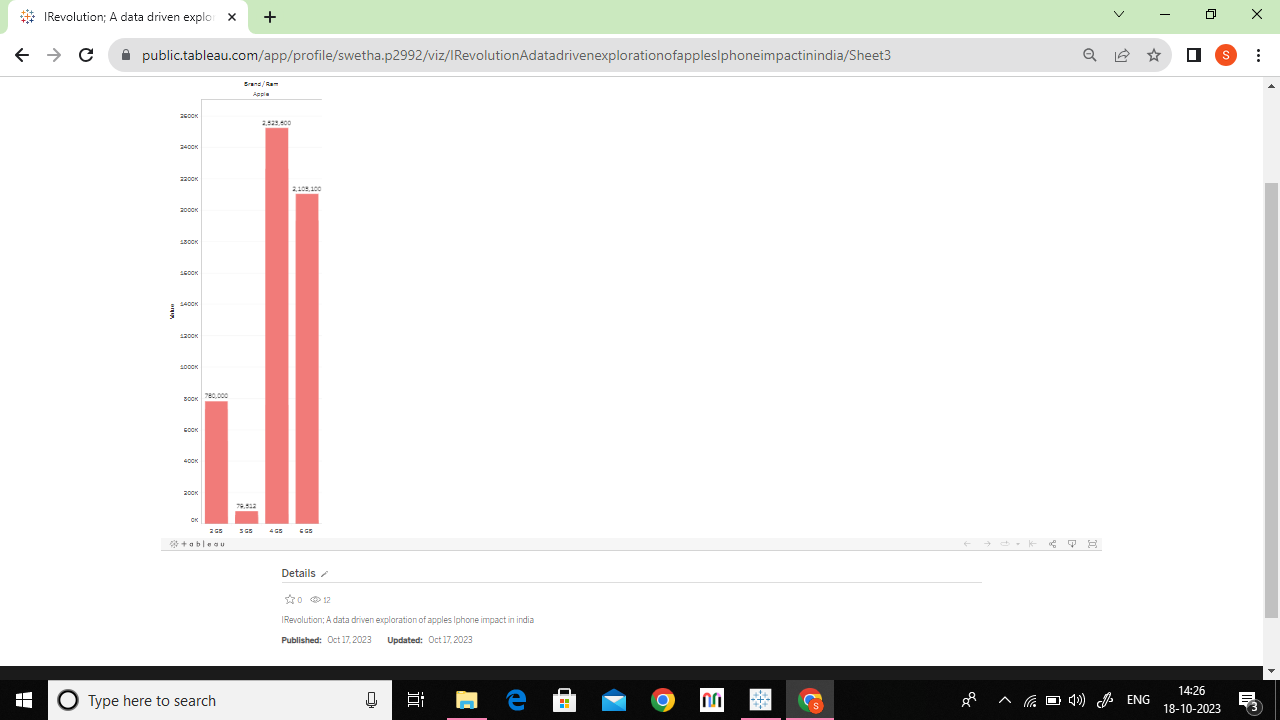 IRevolution; A data driven explor
public.tableau.com/app/profile/swetha.p2992/viz/IRevolutionAdatadrivenexplorationofapplesIphoneimpactinindia/Sheet3
S
Brand / Ram
Apple
2600K
2,523,600
2400K
2200K
2,103,100
2000K
1800K
1600K
1400K
Value
1200K
1000K
800K
780,000
600K
400K
200K
79,512
0K
2 GB 3 GB 4 GB 6 GB
+ a b l e a u
Details
0 12
IRevolution; A data driven exploration of apples Iphone impact in india
Published: Oct 17, 2023 Updated: Oct 17, 2023
Type here to search
S
ENG
14:26
18-10-2023
3